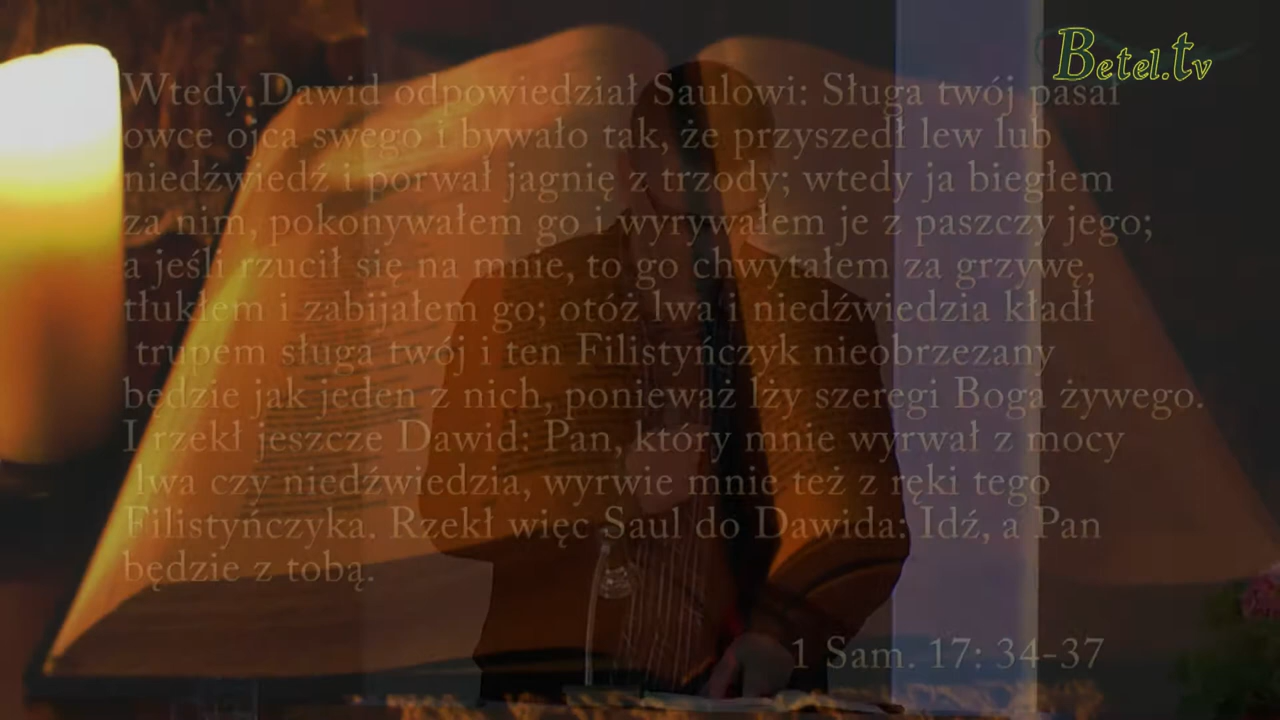 Betel.tv
Wtedy Dawid odpowiedział Saulowi: Sługa twój pasał
owce ojca swego i bywało tak, że przyszedł lew lub
niedźwiedź i porwał jagnię z trzody; wtedy ja biegłem
za nim, pokonywałem go i wyrywałem je z paszczy jego;
a jeśli rzucił się na mnie, to go chwytałem za grzywę,
tłukłem i zabijałem go; otóż lwa i niedźwiedzia kładł
trupem sługa twój i ten Filistyńczyk nieobrzezany
będzie jak jeden z nich, ponieważ lży szeregi Boga żywego.
I rzekł jeszcze Dawid: Pan, który mnie wyrwał z mocy
lwa czy niedźwiedzia, wyrwie mnie też z ręki tego
Filistyńczyka. Rzekł więc Saul do Dawida: Idź, a Pan
będzie z tobą.
1 Sam. 17: 34-37